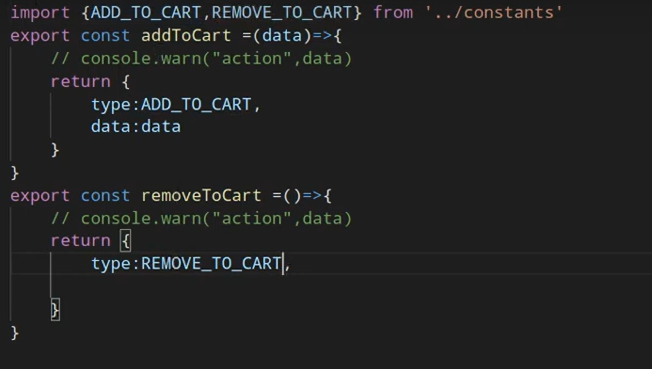 import {ADD_TO_CART,REMOVE_TO_CART} from '../constants'
export const addToCart =(data)=>{
    // console.warn("action",data)
    return {
        type:ADD_TO_CART,
        data:data
    }
}
export const removeToCart =()=>{
    // console.warn("action",data)
    return {
        type:REMOVE_TO_CART,
    }
}